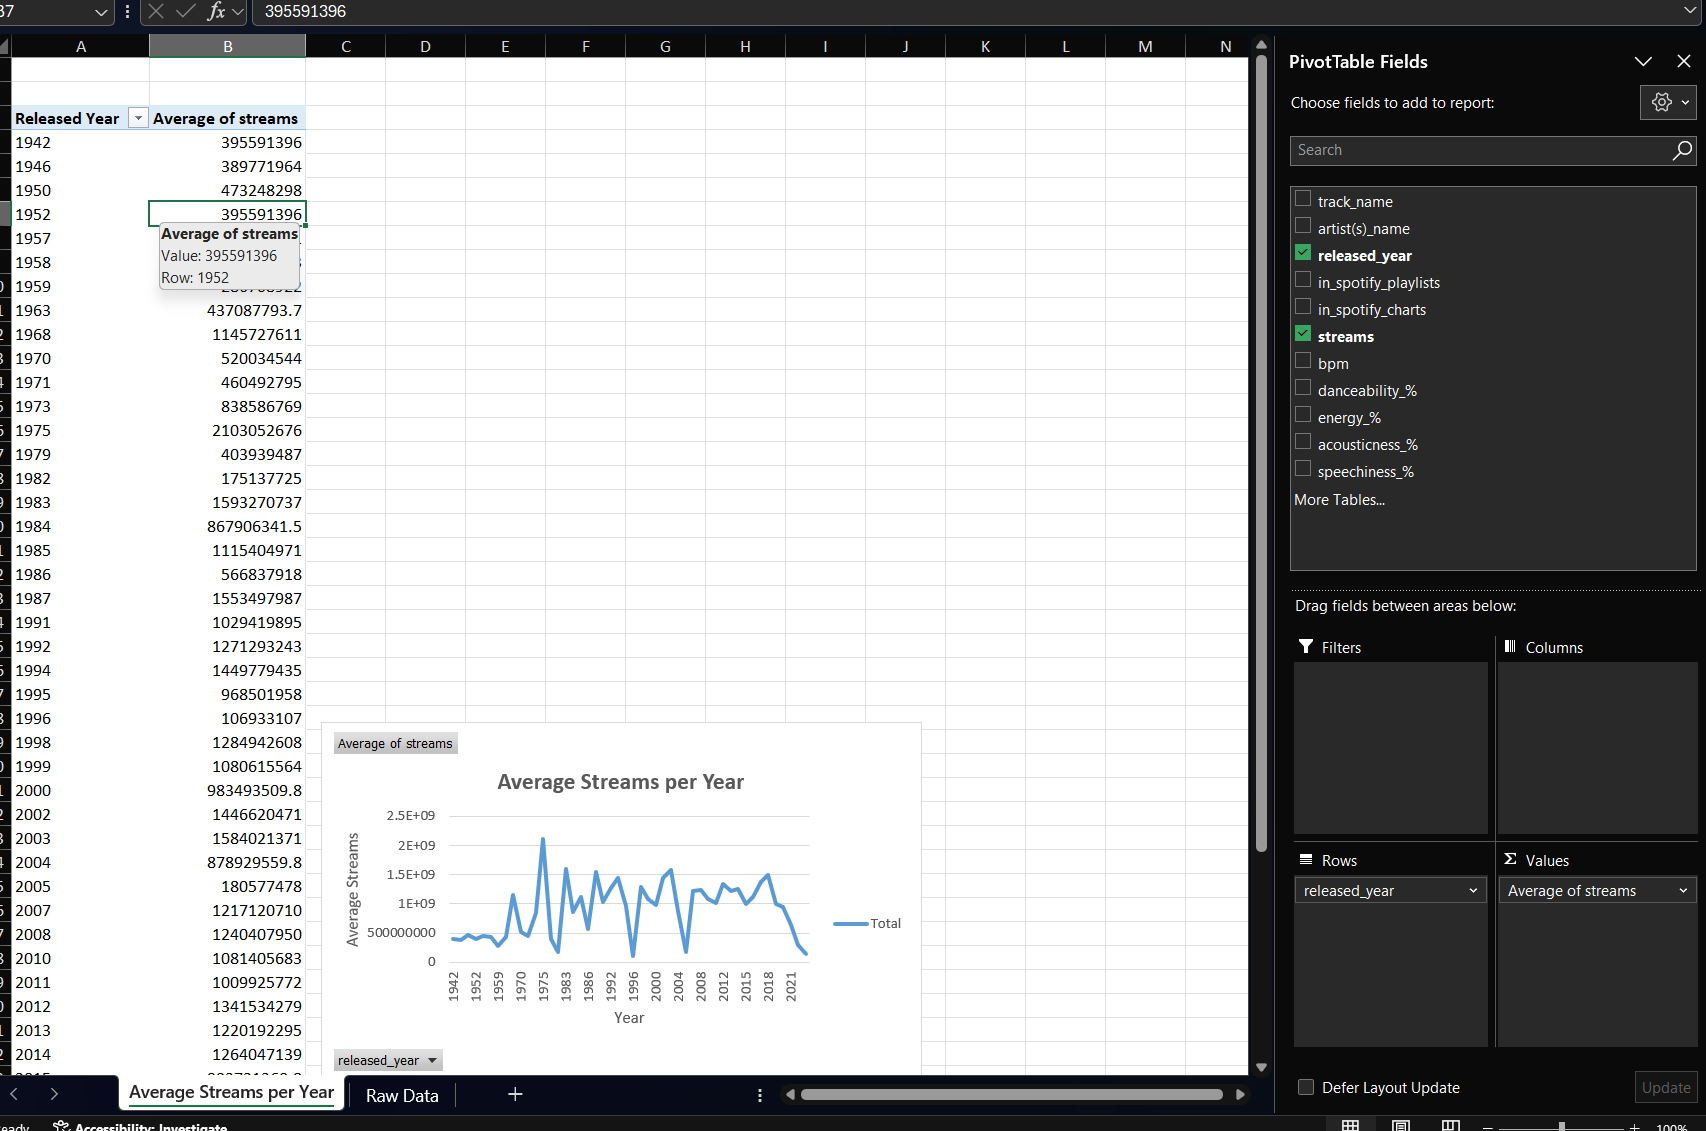 B7 fx 395591396
A B C D E F G H I J K L M N
Released Year Average of streams
1942 395591396
1946 389771964
1950 473248298
1952 395591396
1957
1958
1959
1963 437087793.7
1968 1145727611
1970 520034544
1971 460492795
1973 838586769
1975 2103052676
1979 403939487
1982 175137725
1983 1593270737
1984 867906341.5
1985 1115404971
1986 566837918
1987 1553497987
1991 1029419895
1992 1271293243
1994 1449779435
1995 968501958
1996 106933107
1998 1284942608
1999 1080615564
2000 983493509.8
2002 1446620471
2003 1584021371
2004 878929559.8
2005 180577478
2007 1217120710
2008 1240407950
2010 1081405683
2011 1009925772
2012 1341534279
2013 1220192295
2014 1264047139
Average of streams
Value: 395591396
Row: 1952
Average of streams
Average Streams per Year
Average Streams
2.5E+09
2E+09
1.5E+09
1E+09
500000000
0
1942 1952 1959 1970 1975 1983 1986 1992 1996 2000 2004 2008 2012 2015 2018 2021
Year
Total
released_year
Average Streams per Year Raw Data
Accessibility: Investigate
100%
PivotTable Fields
Choose fields to add to report:
Search
track_name
artist(s)_name
released_year
in_spotify_playlists
in_spotify_charts
streams
bpm
danceability_%
energy_%
acousticness_%
speechiness_%
More Tables...
Drag fields between areas below:
Filters
Columns
Rows
released_year
Values
Average of streams
Defer Layout Update
Update